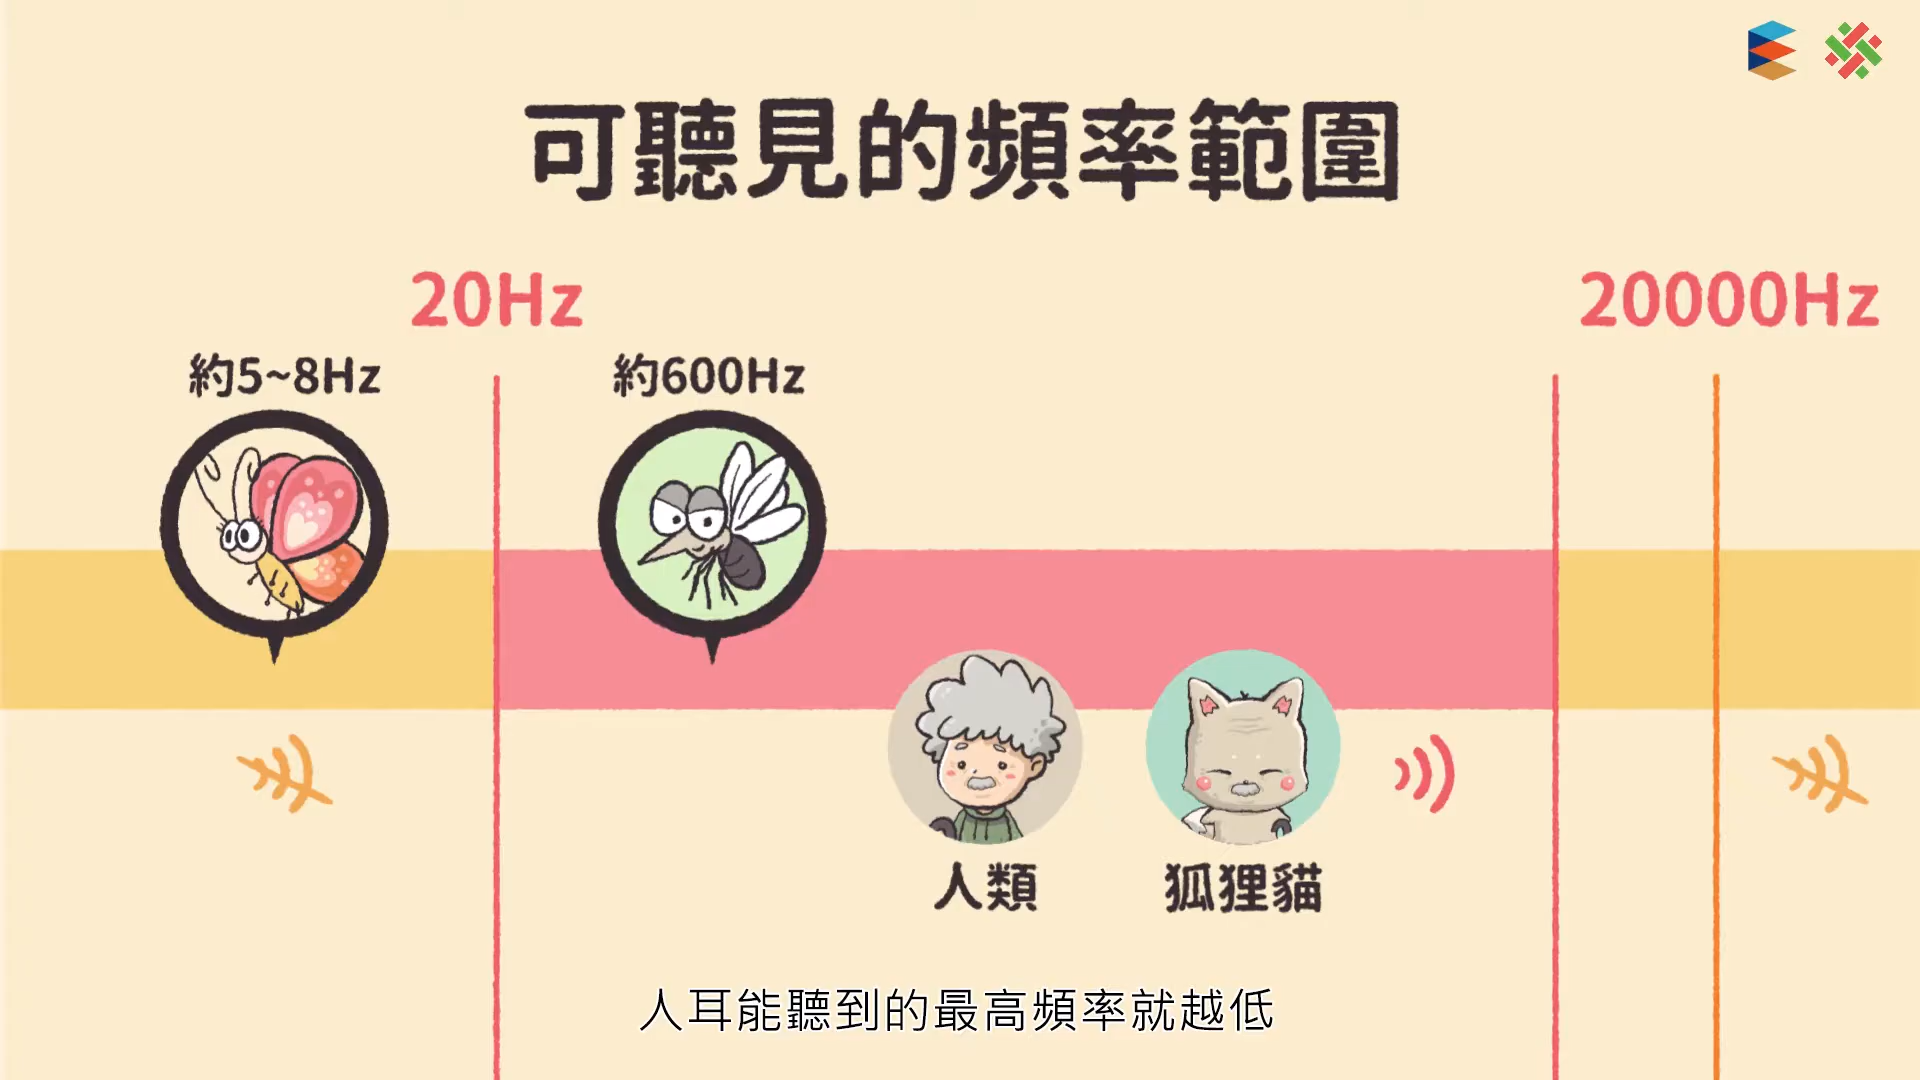 可聽見的頻率範圍
20Hz
20000Hz
約5~8Hz
約600Hz
人類
狐狸貓
人耳能聽到的最高頻率就越低